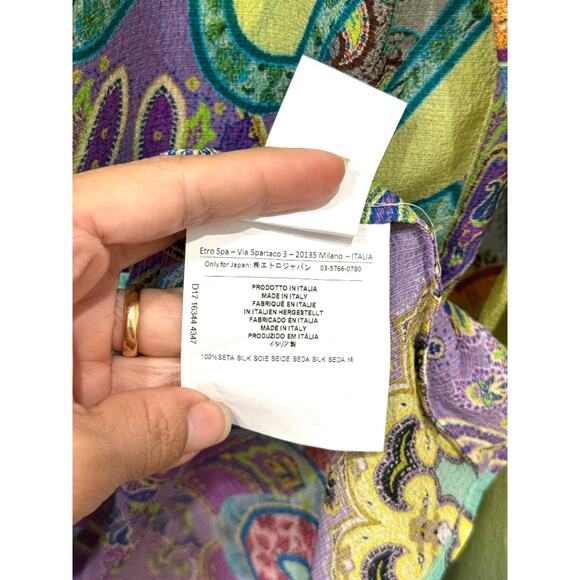 Etro Spa – Via Spartaco 3 – 20135 Milano – ITALIA
Only for Japan: ㈱エトロジャパン 03-5766-0780
PRODOTTO IN ITALIA
MADE IN ITALY
FABRIQUÉ EN ITALIE
IN ITALIEN HERGESTELLT
FABRICADO EN ITALIA
MADE IN ITALY
PRODUZIDO EM ITÁLIA
イタリア製
100% SETA SILK SOIE SEIDE SEDA SILK SEDA 絹
D17 16344 4347